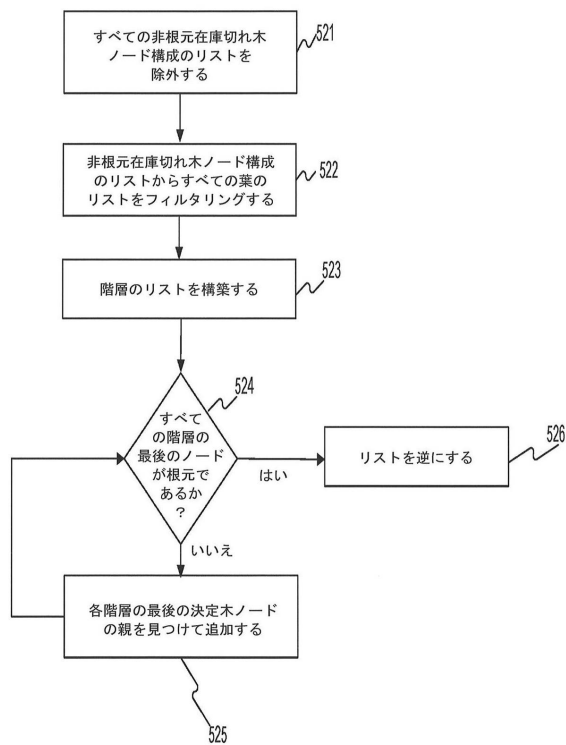 すべての非根元在庫切れ木
ノード構成のリストを
除外する
521
非根元在庫切れ木ノード構成
のリストからすべての葉の
リストをフィルタリングする
522
階層のリストを構築する
523
すべて
の階層の
最後のノード
が根元で
あるか
?
524
はい
リストを逆にする
526
いいえ
各階層の最後の決定木ノード
の親を見つけて追加する
525